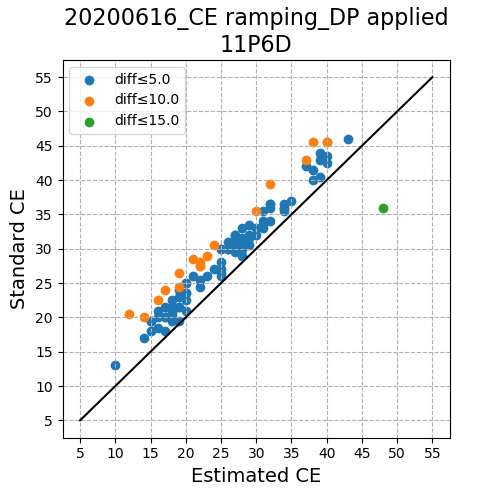 20200616_CE ramping_DP applied
11P6D
diff≤5.0
diff≤10.0
diff≤15.0
Standard CE
55
50
45
40
35
30
25
20
15
10
5
5 10 15 20 25 30 35 40 45 50 55
Estimated CE